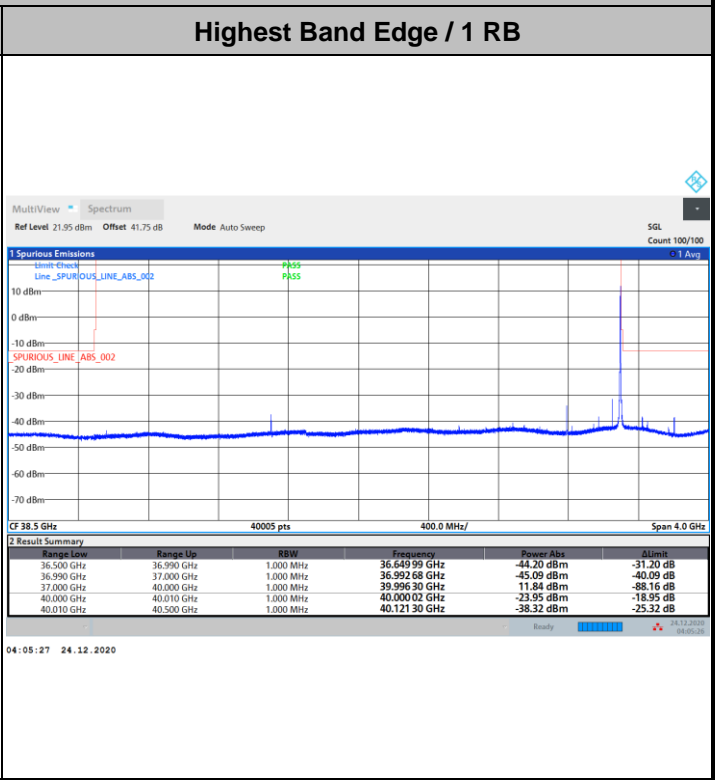 Highest Band Edge / 1 RB
MultiView Spectrum
Ref Level 21.95 dBm Offset 41.75 dB Mode Auto Sweep SGL
Count 100/100
1 Spurious Emissions 1 Avg
Limit Check PASS
Line _SPURIOUS_LINE_ABS_002 PASS
10 dBm
0 dBm
-10 dBm
_SPURIOUS_LINE_ABS_002
-20 dBm
-30 dBm
-40 dBm
-50 dBm
-60 dBm
-70 dBm
CF 38.5 GHz 40005 pts 400.0 MHz/ Span 4.0 GHz
2 Result Summary
Range Low Range Up RBW Frequency Power Abs ΔLimit
36.500 GHz 36.990 GHz 1.000 MHz 36.649 99 GHz -44.20 dBm -31.20 dB
36.990 GHz 37.000 GHz 1.000 MHz 36.992 68 GHz -45.09 dBm -40.09 dB
37.000 GHz 40.000 GHz 1.000 MHz 39.996 30 GHz 11.84 dBm -88.16 dB
40.000 GHz 40.010 GHz 1.000 MHz 40.000 02 GHz -23.95 dBm -18.95 dB
40.010 GHz 40.500 GHz 1.000 MHz 40.121 30 GHz -38.32 dBm -25.32 dB
Ready 24.12.2020
04:05:26
04:05:27 24.12.2020